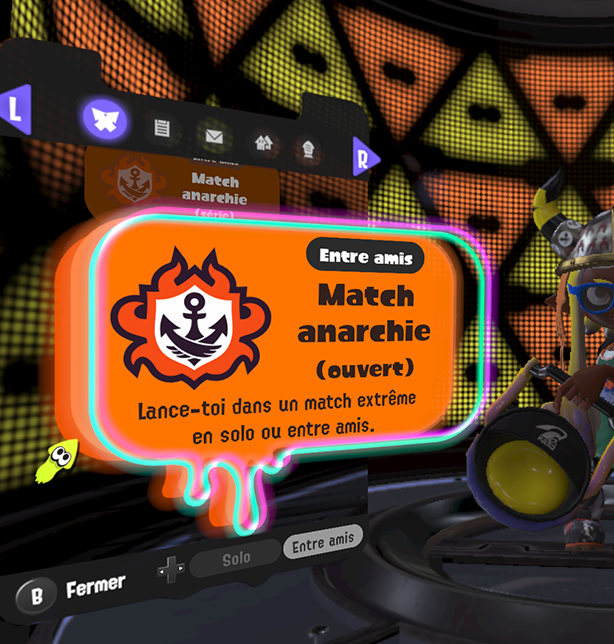 L
R
Match
anarchie
(série)
Entre amis
Match
anarchie
(ouvert)
Lance-toi dans un match extrême
en solo ou entre amis.
Solo
Entre amis
B
Fermer